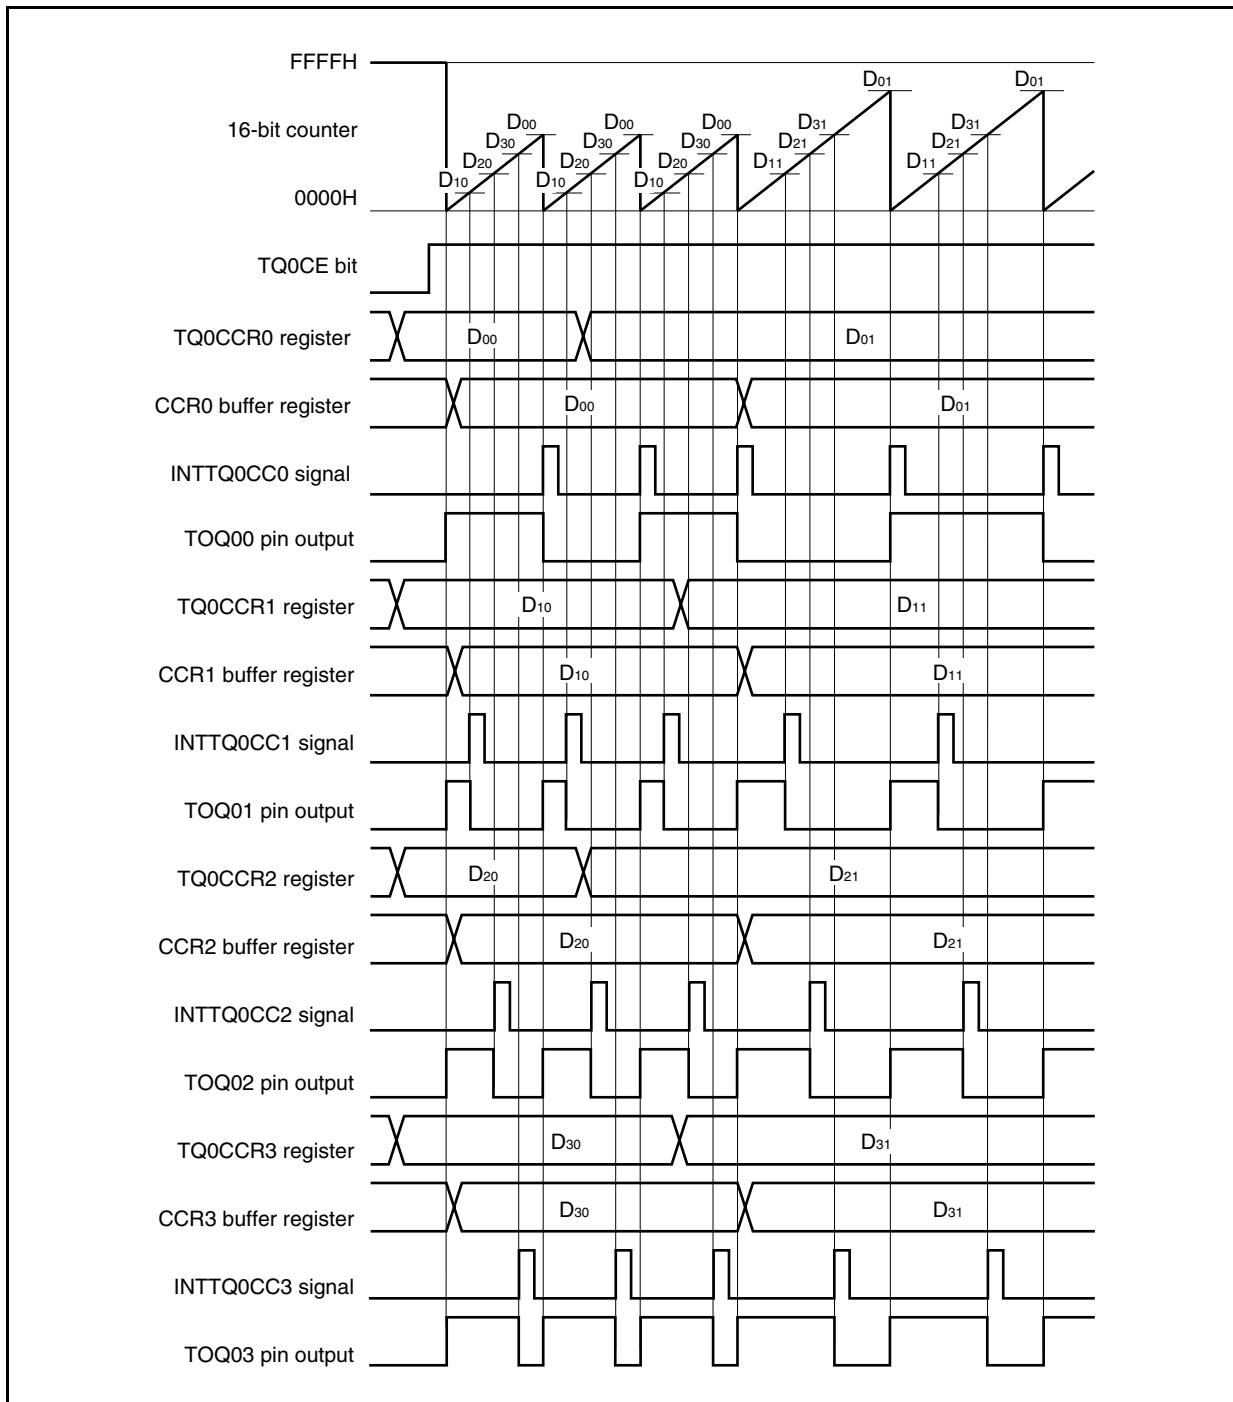 FFFFH
D01 D01
D00 D00 D00 D31 D31
16-bit counter
D30 D30 D30 D21 D21
D20 D20 D20 D11 D11
D10 D10 D10
0000H
TQ0CE bit
TQ0CCR0 register D00 D01
CCR0 buffer register D00 D01
INTTQ0CC0 signal
TOQ00 pin output
TQ0CCR1 register D10 D11
CCR1 buffer register D10 D11
INTTQ0CC1 signal
TOQ01 pin output
TQ0CCR2 register D20 D21
CCR2 buffer register D20 D21
INTTQ0CC2 signal
TOQ02 pin output
TQ0CCR3 register D30 D31
CCR3 buffer register D30 D31
INTTQ0CC3 signal
TOQ03 pin output